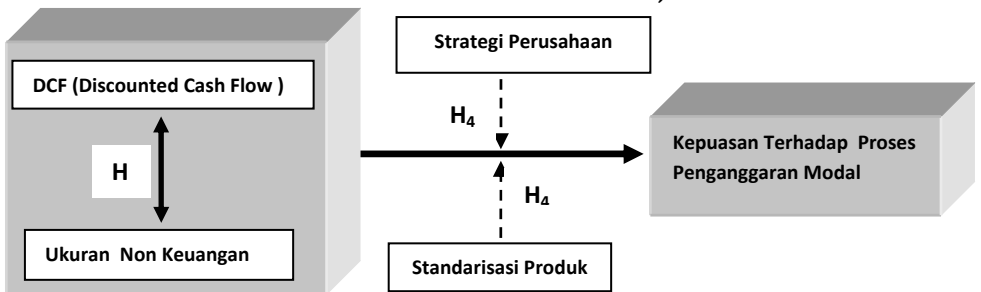 Strategi Perusahaan
DCF (Discounted Cash Flow )
H₄
H
Kepuasan Terhadap Proses
Penganggaran Modal
H₄
Ukuran Non Keuangan
Standarisasi Produk